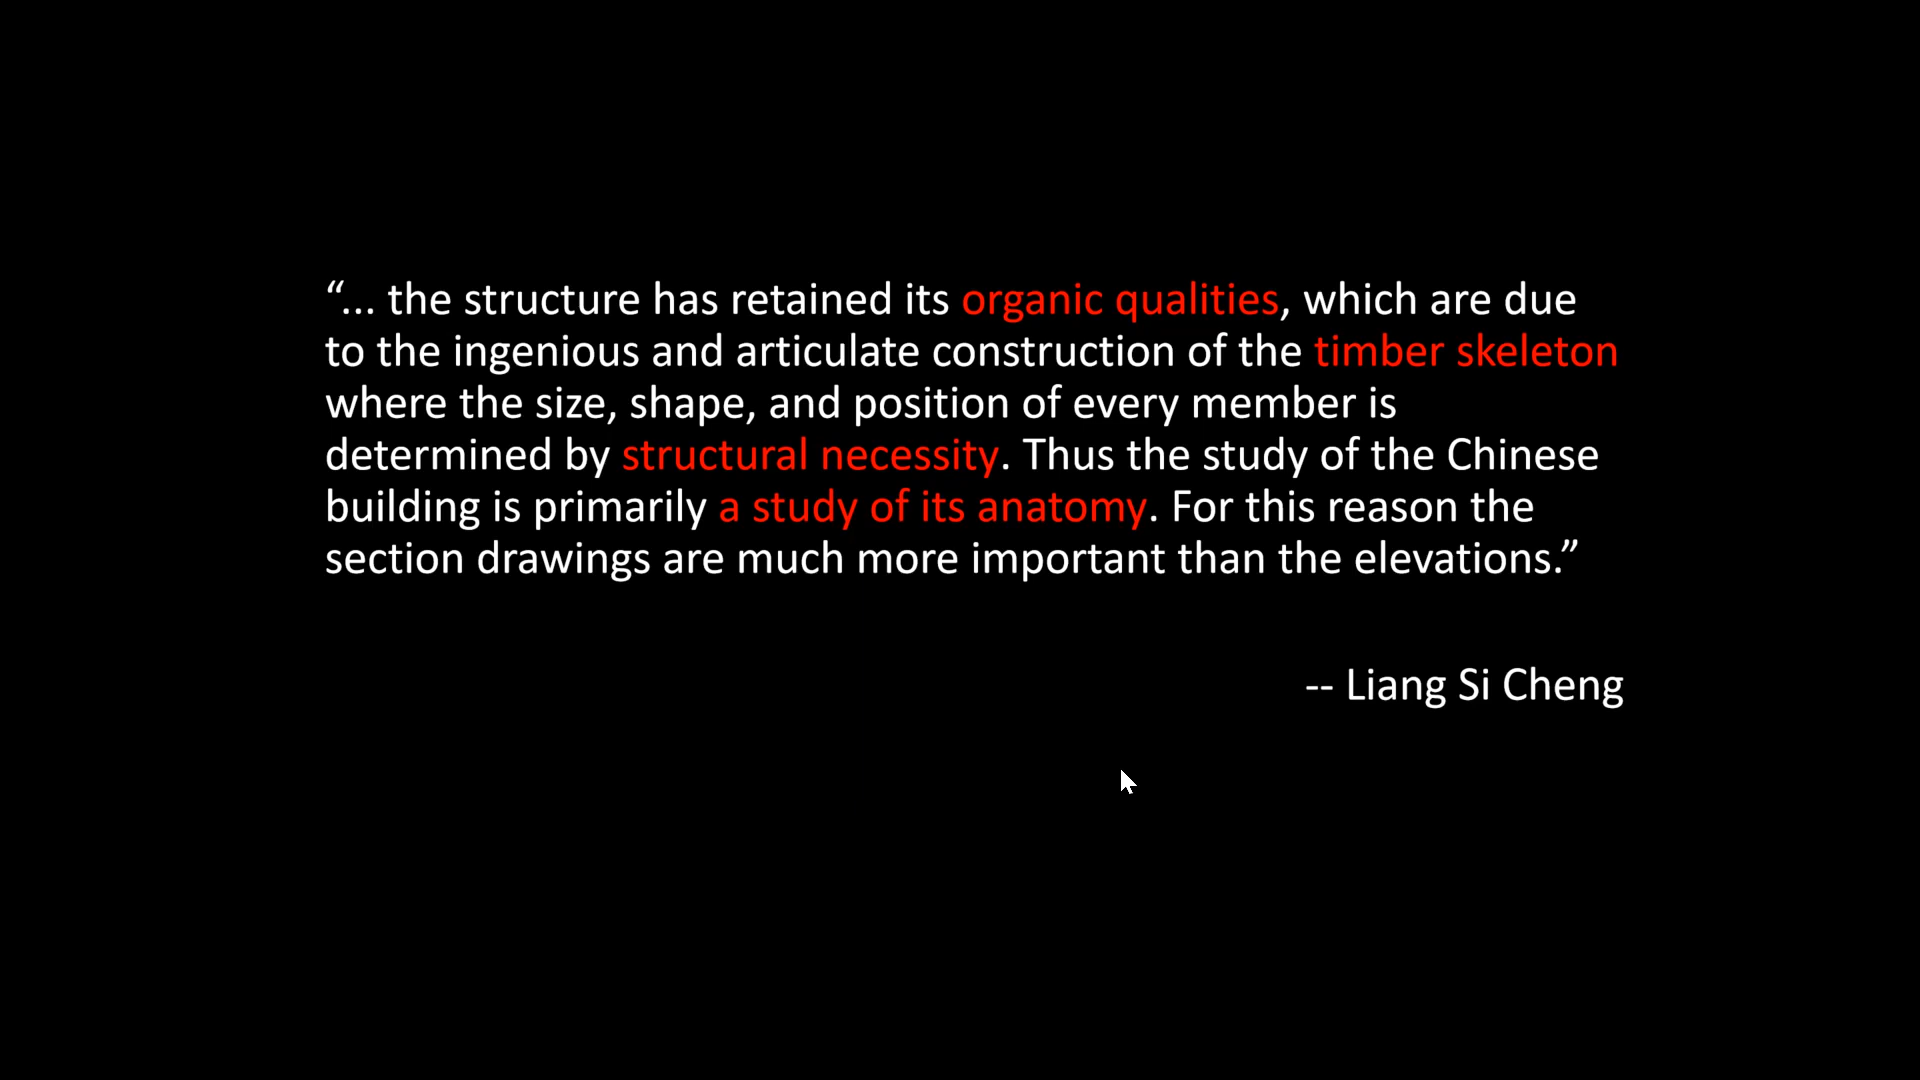 “... the structure has retained its organic qualities, which are due
to the ingenious and articulate construction of the timber skeleton
where the size, shape, and position of every member is
determined by structural necessity. Thus the study of the Chinese
building is primarily a study of its anatomy. For this reason the
section drawings are much more important than the elevations.”
-- Liang Si Cheng